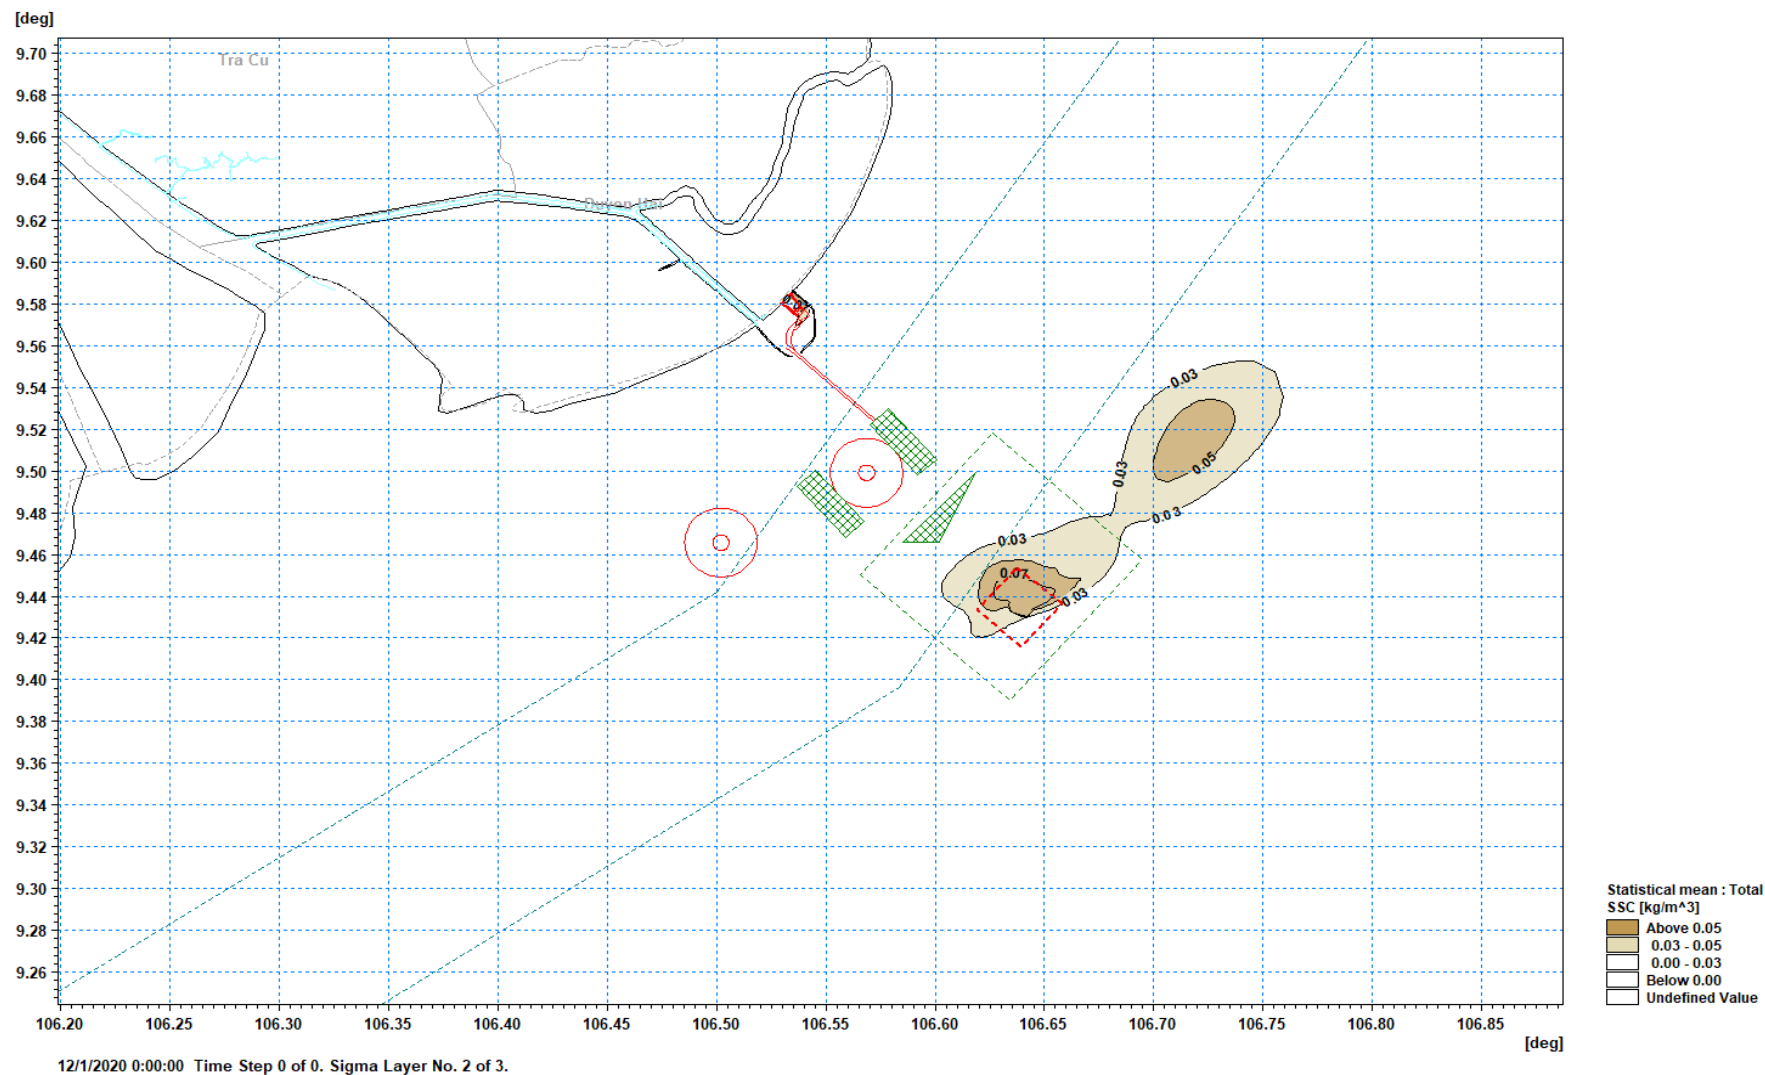 [deg]
9.70
9.68
9.66
9.64
9.62
9.60
9.58
9.56
9.54
9.52
9.50
9.48
9.46
9.44
9.42
9.40
9.38
9.36
9.34
9.32
9.30
9.28
9.26
Tra Cu
Duyen Hai
0.03
0.05
0.03
0.03
0.03
0.07
0.03
Statistical mean : Total
SSC [kg/m^3]
Above 0.05
0.03 - 0.05
0.00 - 0.03
Below 0.00
Undefined Value
106.20 106.25 106.30 106.35 106.40 106.45 106.50 106.55 106.60 106.65 106.70 106.75 106.80 106.85
[deg]
12/1/2020 0:00:00 Time Step 0 of 0. Sigma Layer No. 2 of 3.